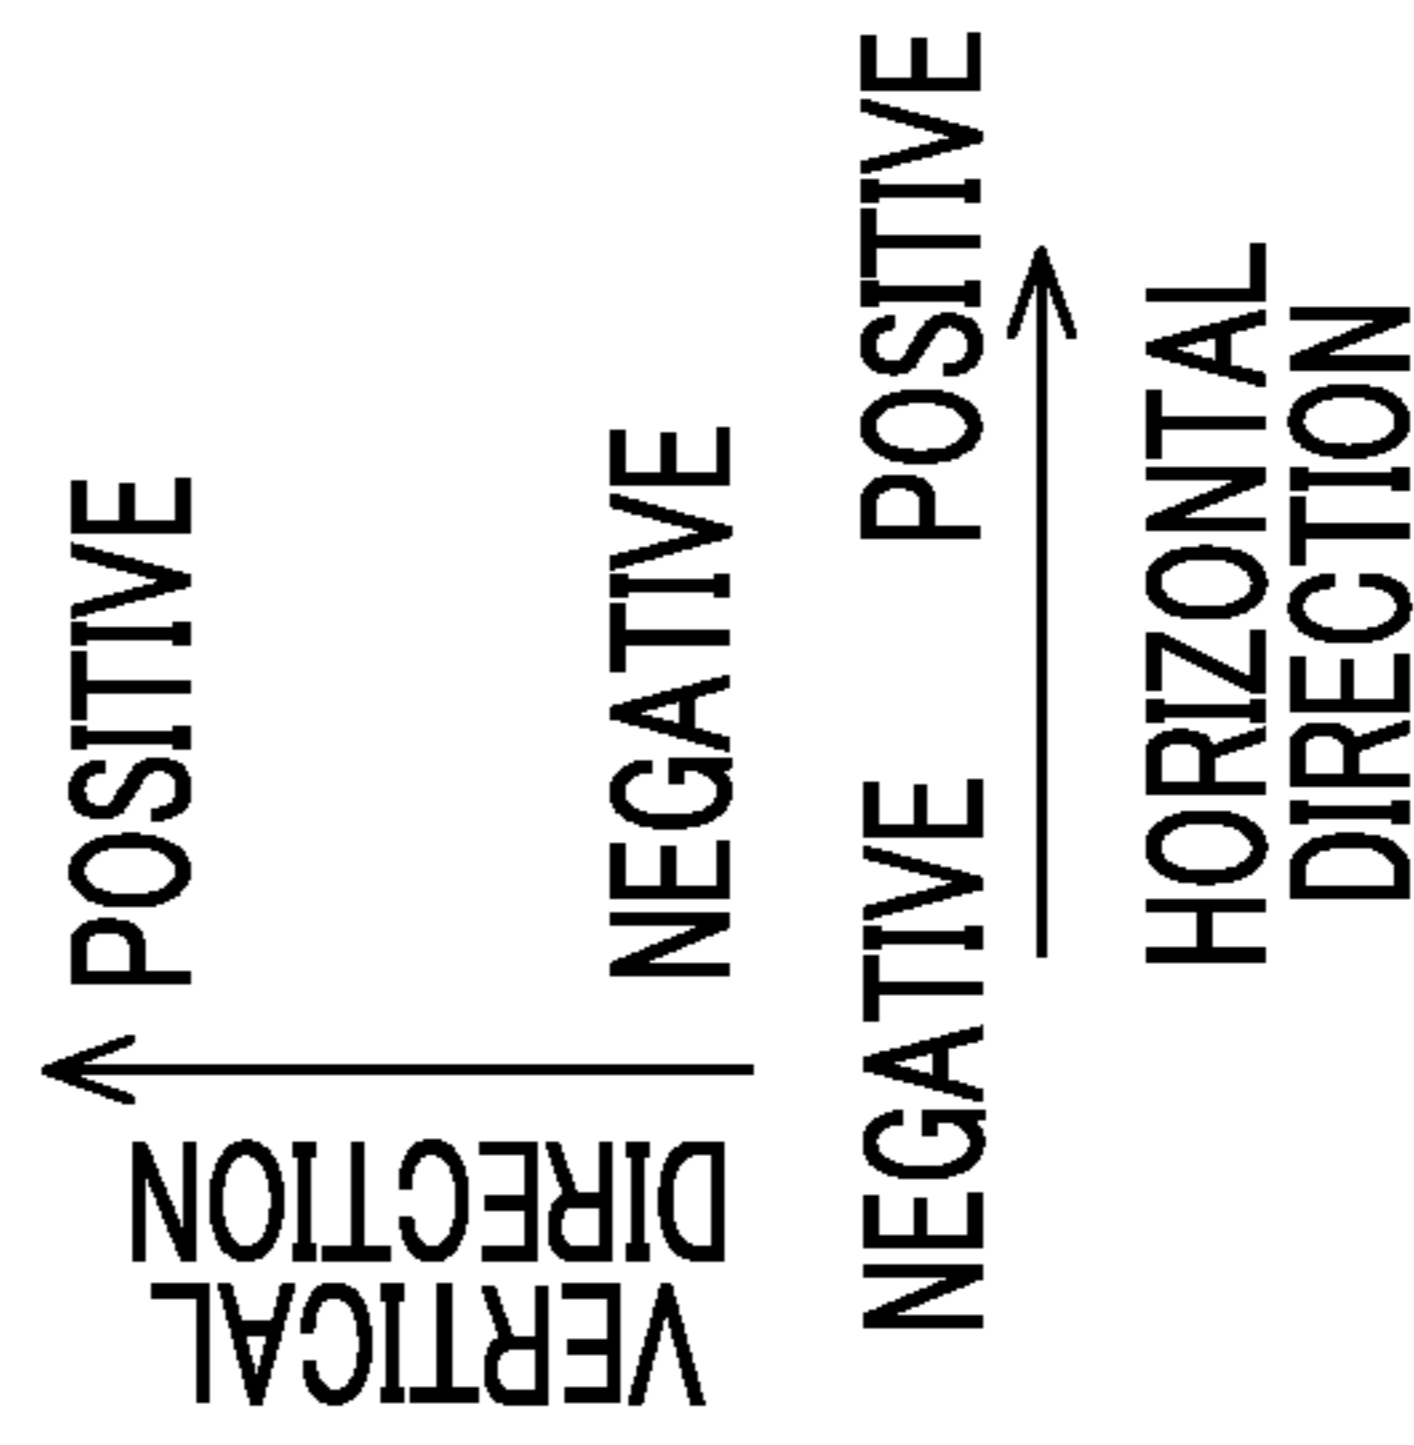 VERTICAL
DIRECTION
POSITIVE
NEGATIVE
NEGATIVE
POSITIVE
HORIZONTAL
DIRECTION